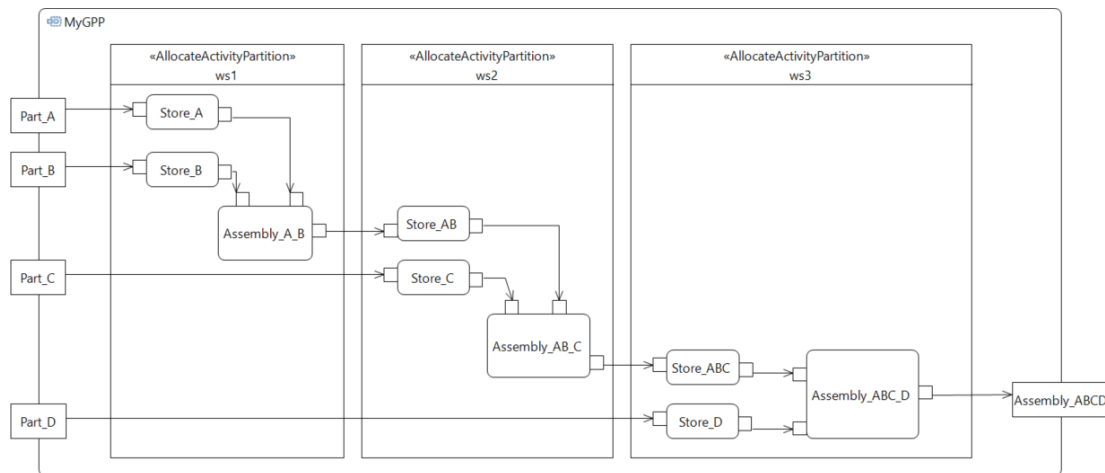 MyGPP
«AllocateActivityPartition»
ws1
«AllocateActivityPartition»
ws2
«AllocateActivityPartition»
ws3
Part_A
Store_A
Part_B
Store_B
Assembly_A_B
Store_AB
Part_C
Store_C
Assembly_AB_C
Store_ABC
Assembly_ABC_D
Assembly_ABCD
Part_D
Store_D